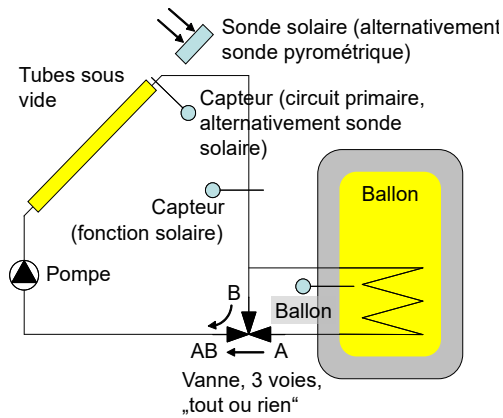 Sonde solaire (alternativement
sonde pyrométrique)
Tubes sous
vide
Capteur (circuit primaire,
alternativement sonde
solaire)
Ballon
Capteur
(fonction solaire)
Pompe
B
Ballon
AB
A
Vanne, 3 voies,
„tout ou rien“